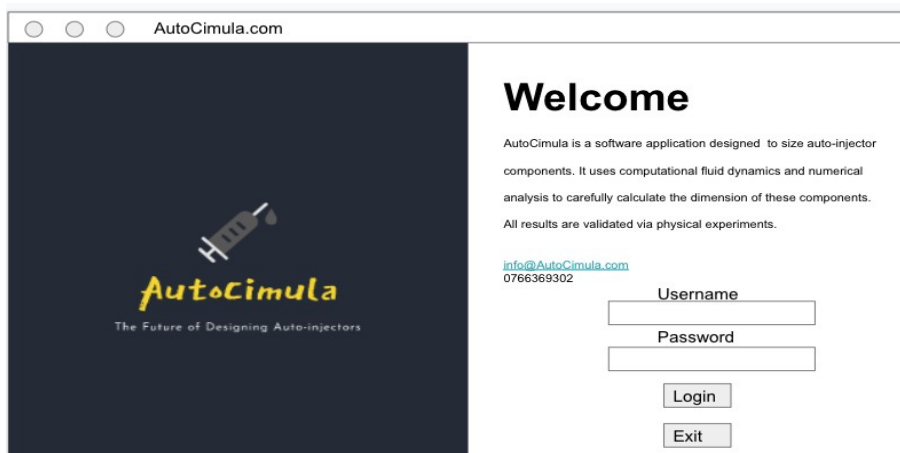 AutoCimula.com
AutoCimula
The Future of Designing Auto-injectors
Welcome
AutoCimula is a software application designed to size auto-injector
components. It uses computational fluid dynamics and numerical
analysis to carefully calculate the dimension of these components.
All results are validated via physical experiments.
info@AutoCimula.com
0766369302
Username
Password
Login
Exit